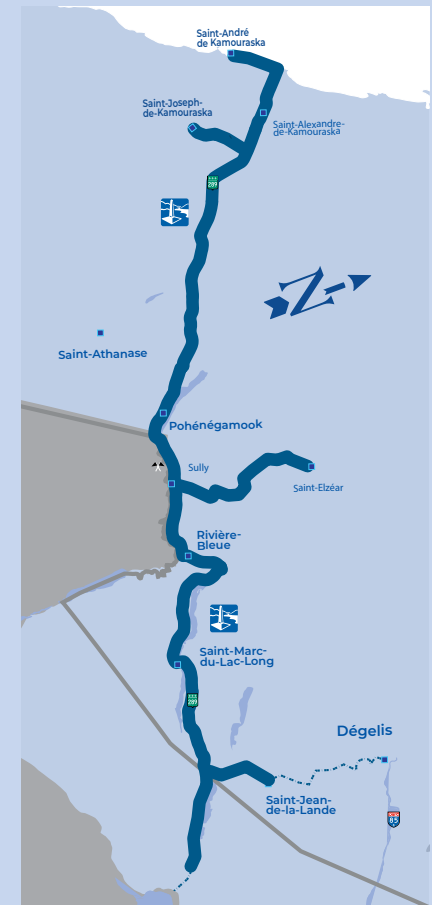 Saint-André
de Kamouraska
Saint-Joseph-
de-Kamouraska
Saint-Alexandre-
de-Kamouraska
289
N
Saint-Athanase
Pohénégamook
Sully
Saint-Elzéar
Rivière-
Bleue
Saint-Marc-
du-Lac-Long
289
Dégelis
Saint-Jean-
de-la-Lande
85